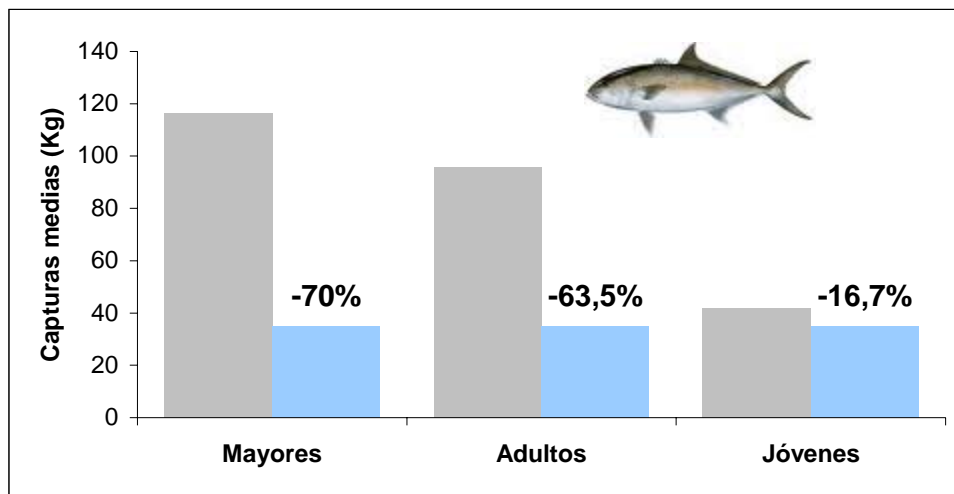 140
120
100
80
60
40
20
0
Capturas medias (Kg)
-70%
-63,5%
-16,7%
Mayores
Adultos
Jóvenes